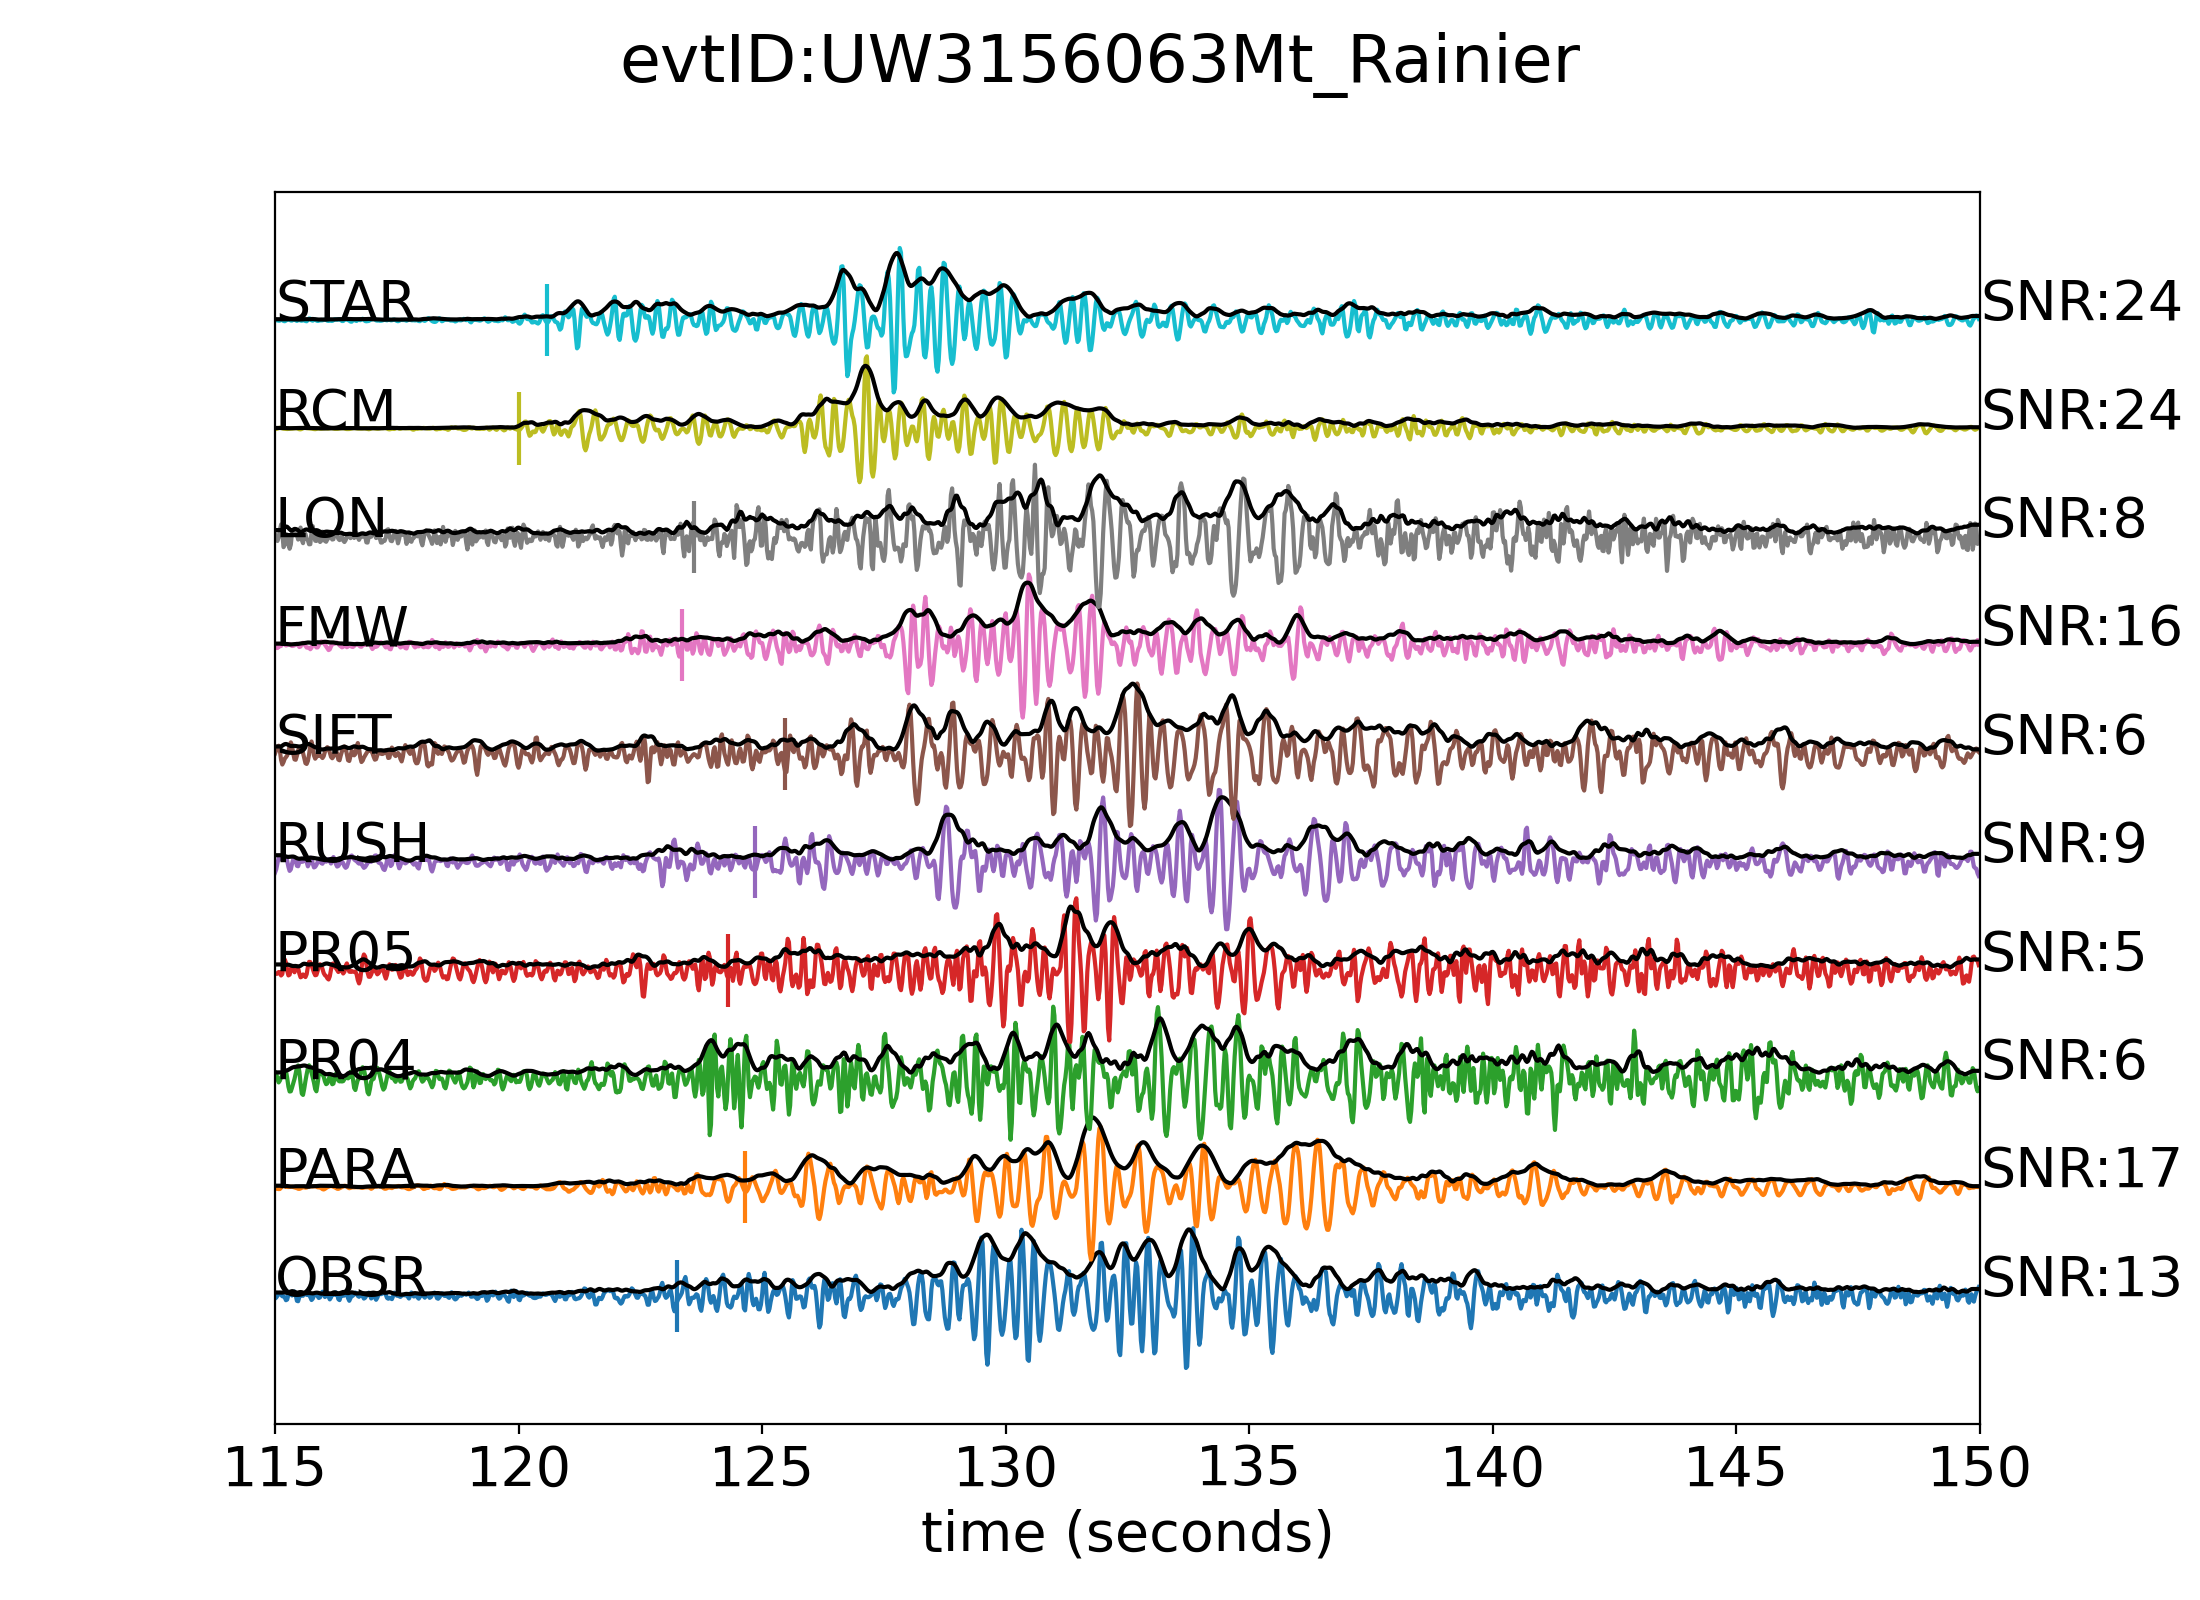 evtID:UW3156063Mt_Rainier
STAR SNR:24
RCM SNR:24
LON SNR:8
FMW SNR:16
SIFT SNR:6
RUSH SNR:9
PR05 SNR:5
PR04 SNR:6
PARA SNR:17
OBSR SNR:13
115 120 125 130 135 140 145 150
time (seconds)